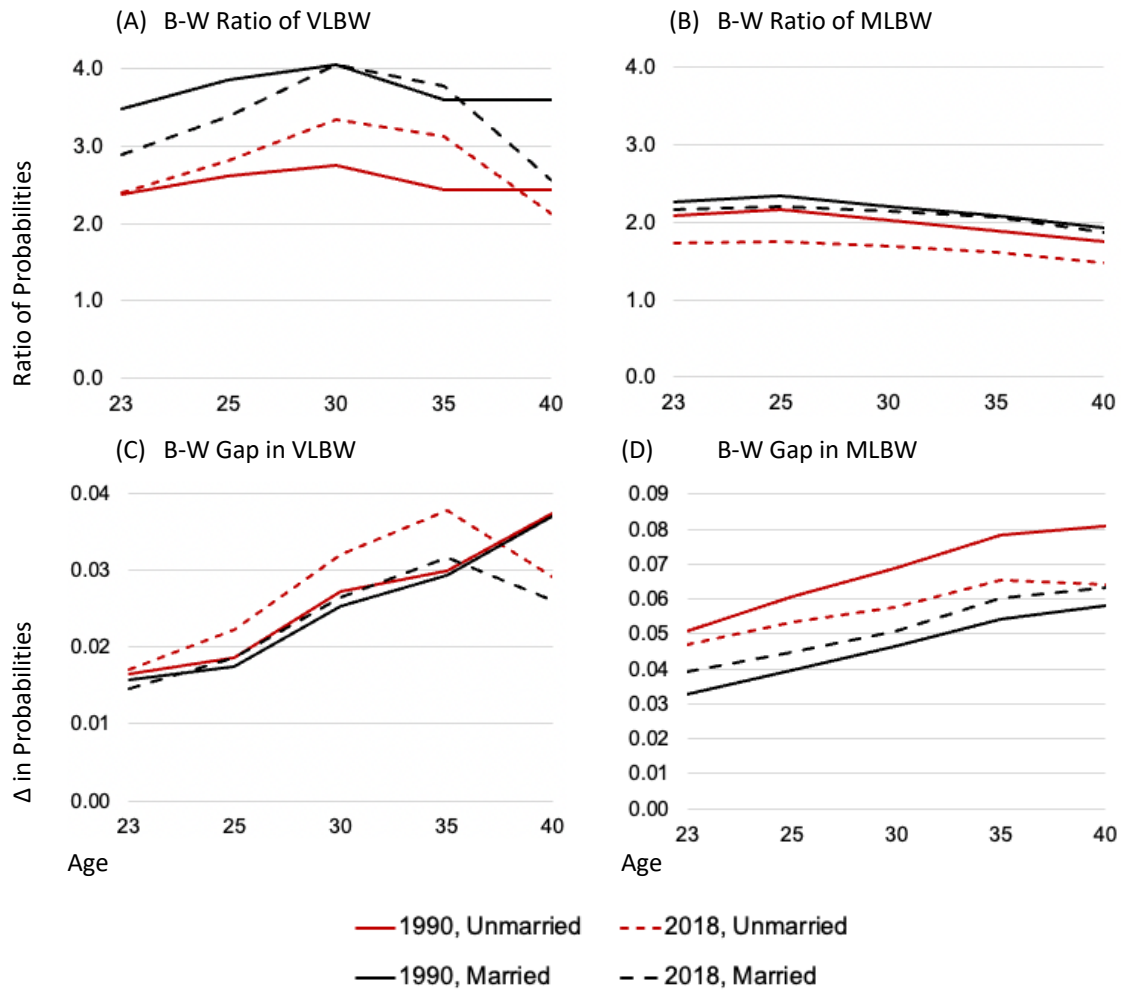 (A) B-W Ratio of VLBW
(B) B-W Ratio of MLBW
Ratio of Probabilities
4.0
3.0
2.0
1.0
0.0
23 25 30 35 40
4.0
3.0
2.0
1.0
0.0
23 25 30 35 40
(C) B-W Gap in VLBW
(D) B-W Gap in MLBW
Δ in Probabilities
0.04
0.03
0.02
0.01
0.00
23 25 30 35 40
Age
0.09
0.08
0.07
0.06
0.05
0.04
0.03
0.02
0.01
0.00
23 25 30 35 40
Age
1990, Unmarried
2018, Unmarried
1990, Married
2018, Married